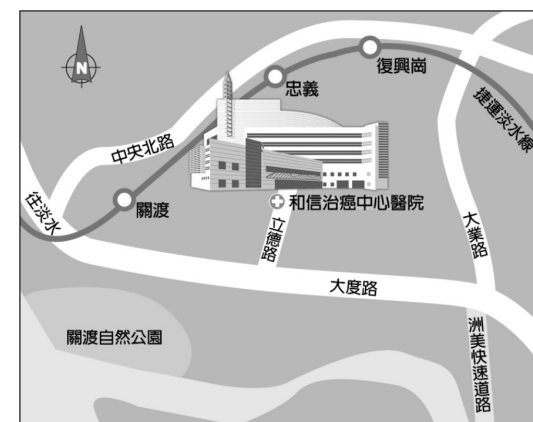 N
復興崗
忠義
捷運淡水線
中央北路
往淡水
關渡
和信治癌中心醫院
立德路
大業路
大度路
關渡自然公園
洲美快速道路